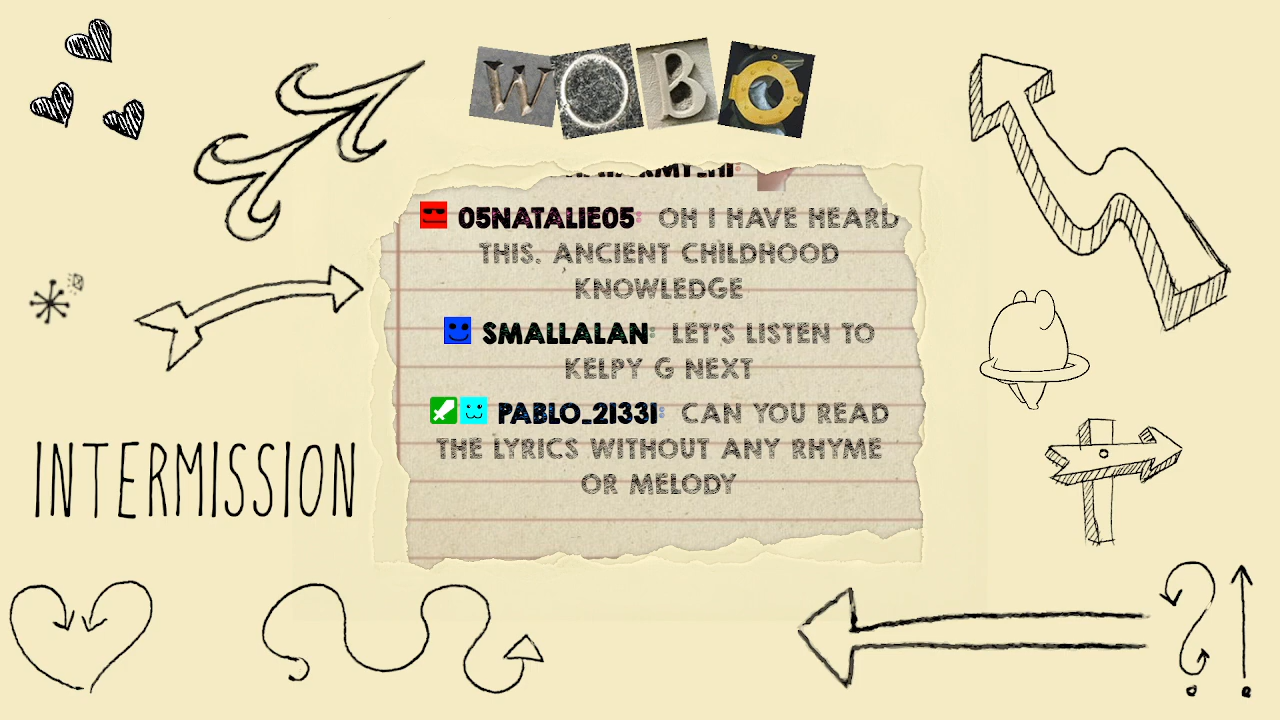 WOBO
05NATALIE05: OH I HAVE HEARD
THIS. ANCIENT CHILDHOOD
KNOWLEDGE
SMALLALAN: LET'S LISTEN TO
KELPY G NEXT
PABLO_21331: CAN YOU READ
THE LYRICS WITHOUT ANY RHYME
OR MELODY
INTERMISSION
?!